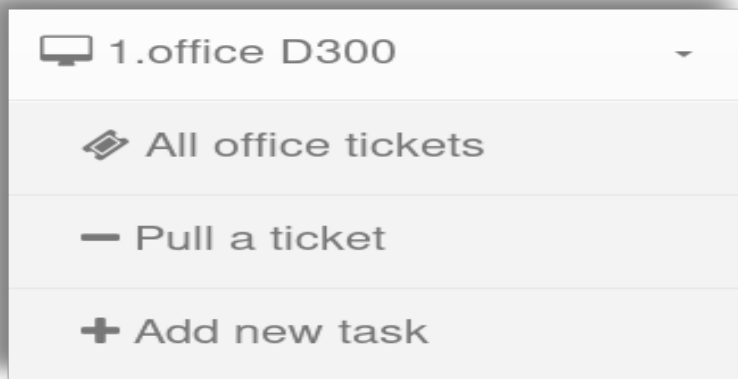 1.office D300
All office tickets
Pull a ticket
Add new task